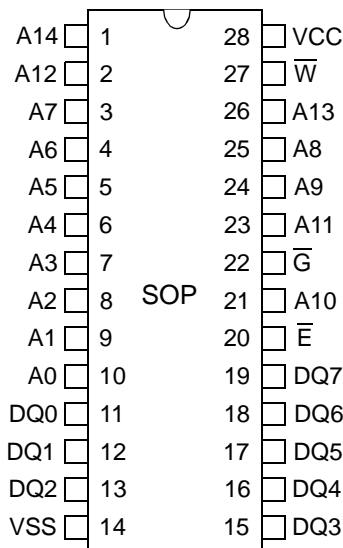 A14 1 28 VCC
A12 2 27 W̅
A7 3 26 A13
A6 4 25 A8
A5 5 24 A9
A4 6 23 A11
A3 7 22 G̅
A2 8 SOP 21 A10
A1 9 20 E̅
A0 10 19 DQ7
DQ0 11 18 DQ6
DQ1 12 17 DQ5
DQ2 13 16 DQ4
VSS 14 15 DQ3